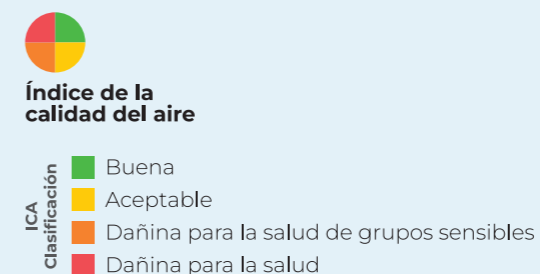 Índice de la
calidad del aire
ICA
Clasificación
Buena
Aceptable
Dañina para la salud de grupos sensibles
Dañina para la salud